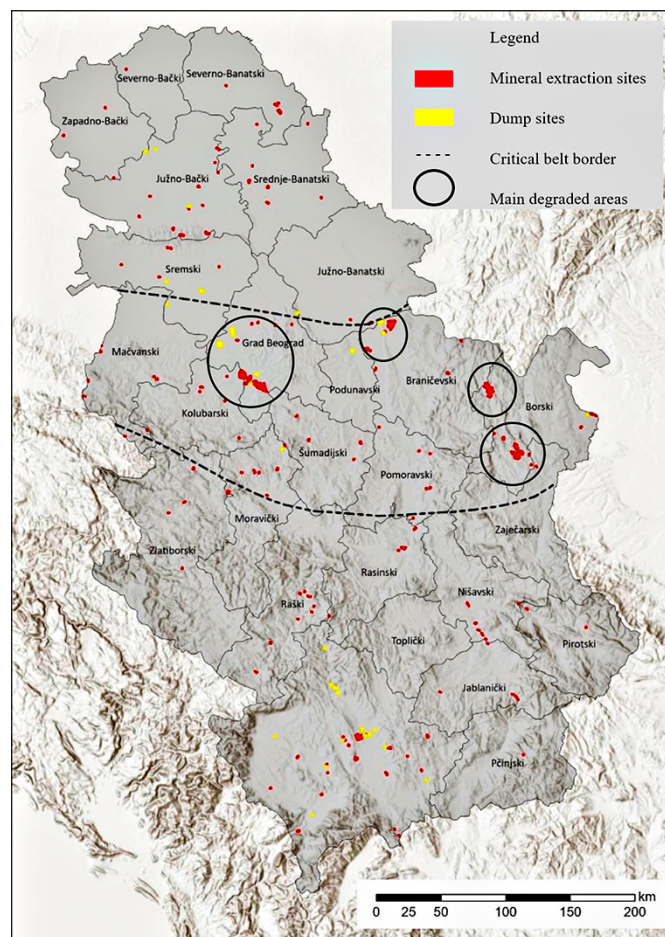 Legend
Mineral extraction sites
Dump sites
Critical belt border
Main degraded areas
Severno-Bački
Severno-Banatski
Zapadno-Bački
Južno-Bački
Srednje-Banatski
Sremski
Južno-Banatski
Mačvanski
Grad Beograd
Podunavski
Braničevski
Borski
Kolubarski
Šumadijski
Pomoravski
Moravički
Zaječarski
Zlatiborski
Rasinski
Raški
Nišavski
Toplički
Pirotski
Jablanički
Pčinjski
km
0 25 50 100 150 200